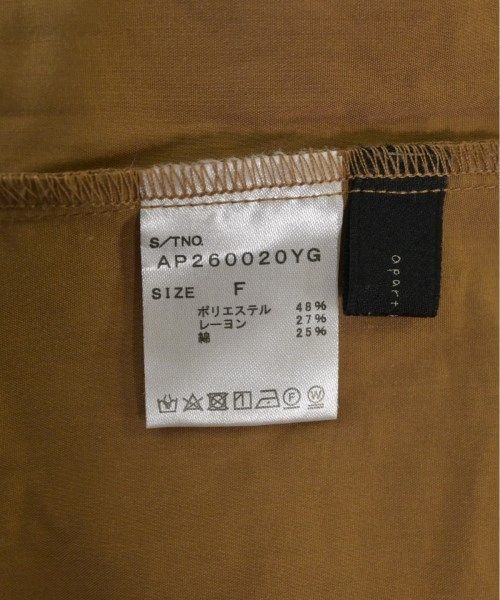 S/TNO.
AP260020YG
SIZE F
ポリエステル 48%
レーヨン 27%
綿 25%
F W
apart